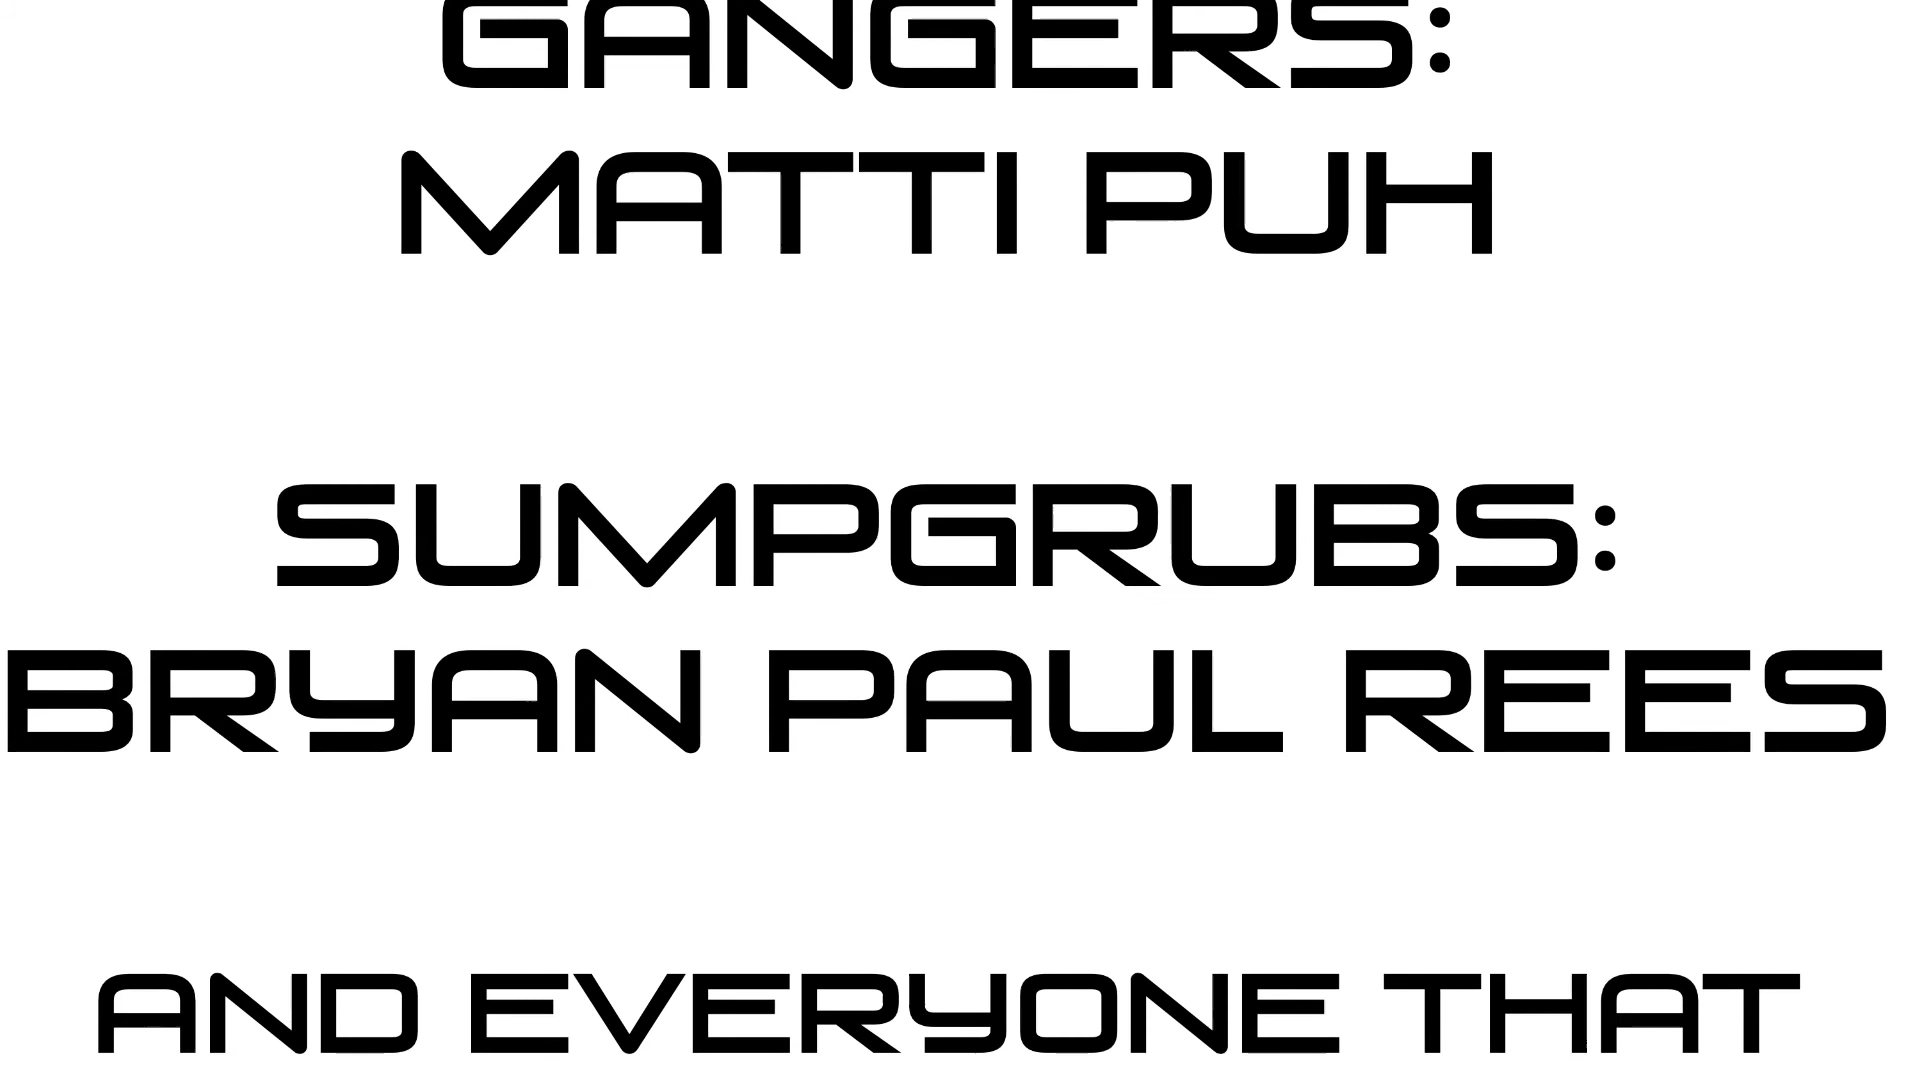 GANGERS:
MATTI PUH
SUMPGRUBS:
BRYAN PAUL REES
AND EVERYONE THAT